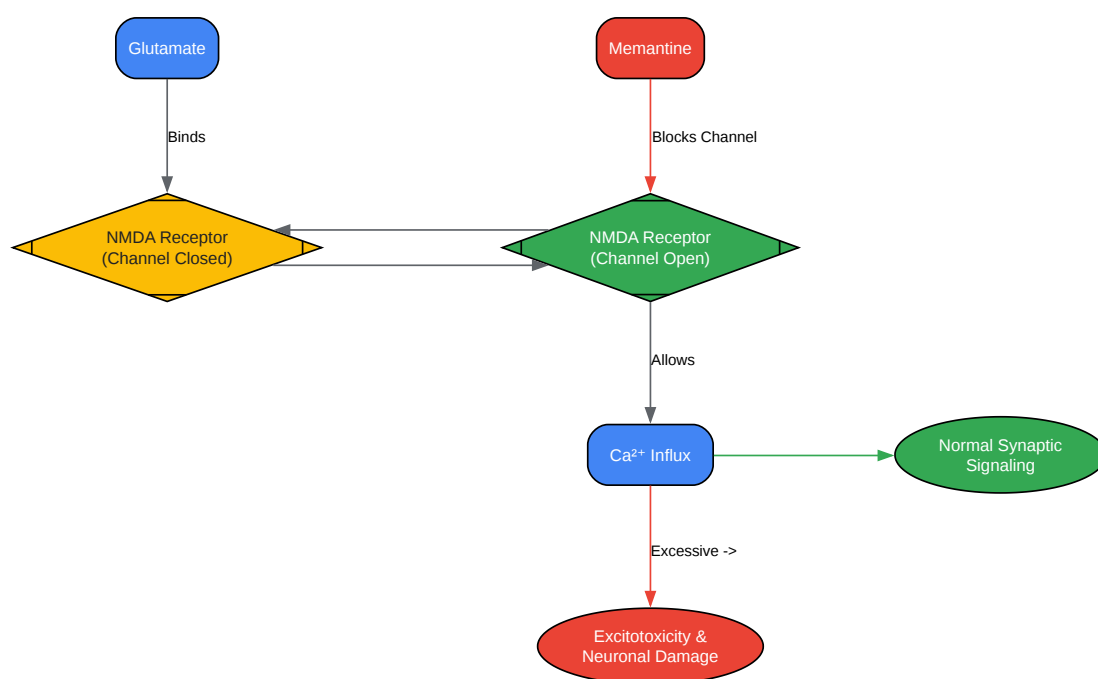 Glutamate
Memantine
Binds
Blocks Channel
NMDA Receptor
(Channel Closed)
NMDA Receptor
(Channel Open)
Allows
Ca²⁺ Influx
Normal Synaptic
Signaling
Excessive ->
Excitotoxicity &
Neuronal Damage